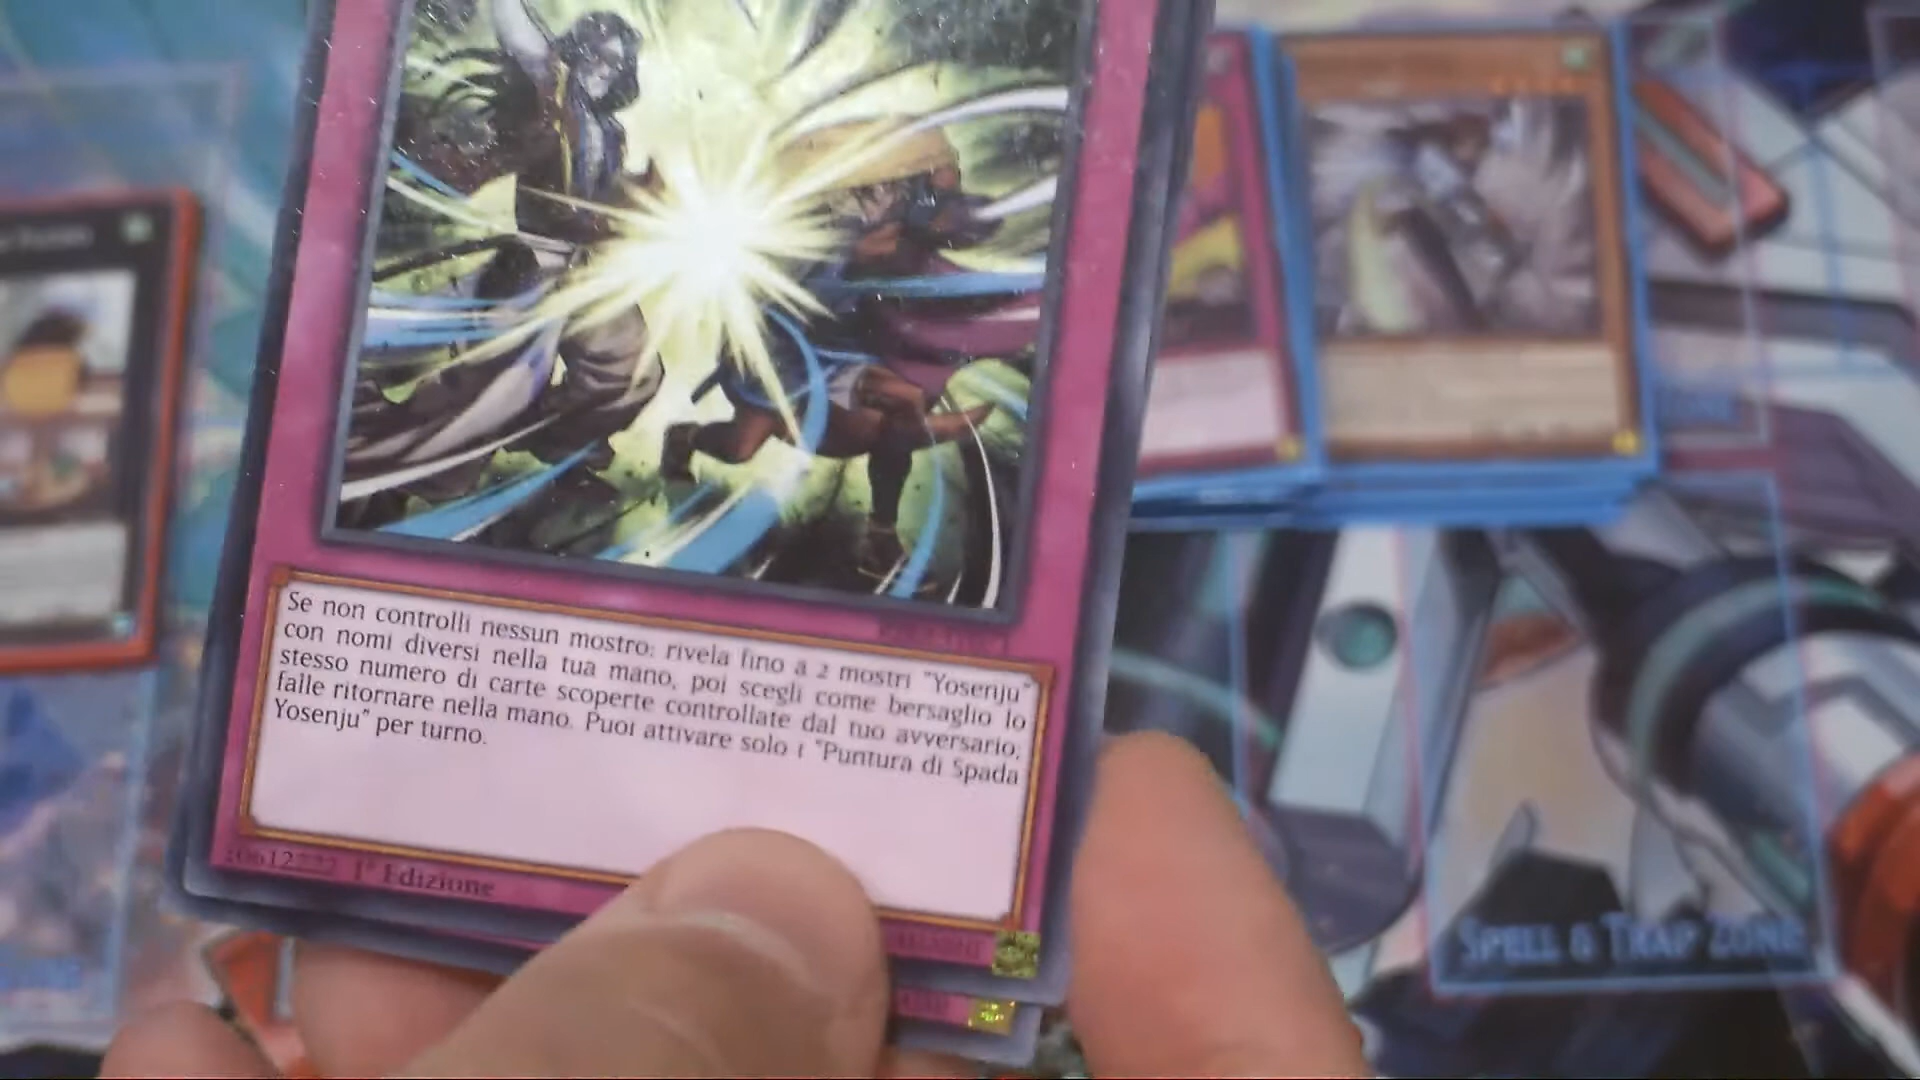 Se non controlli nessun mostro: rivela fino a 2 mostri "Yosenju"
con nomi diversi nella tua mano, poi scegli come bersaglio lo
stesso numero di carte scoperte controllate dal tuo avversario;
falle ritornare nella mano. Puoi attivare solo 1 "Puntura di Spada
Yosenju" per turno.
1ª Edizione
SPELL & TRAP ZONE